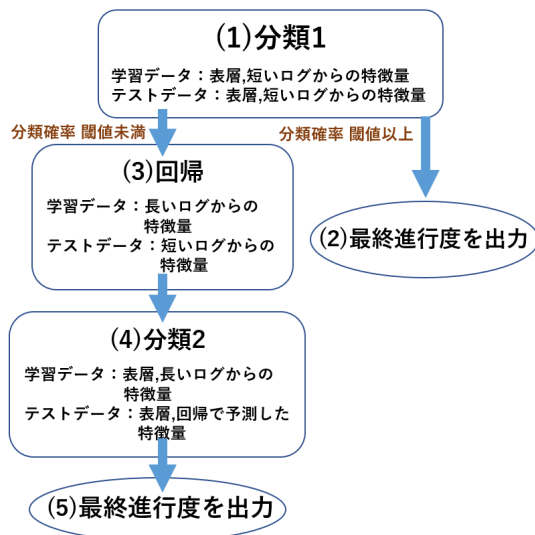 (1)分類1
学習データ：表層,短いログからの特徴量
テストデータ：表層,短いログからの特徴量
分類確率 閾値未満
分類確率 閾値以上
(3)回帰
学習データ：長いログからの
特徴量
テストデータ：短いログからの
特徴量
(2)最終進行度を出力
(4)分類2
学習データ：表層,長いログからの
特徴量
テストデータ：表層,回帰で予測した
特徴量
(5)最終進行度を出力